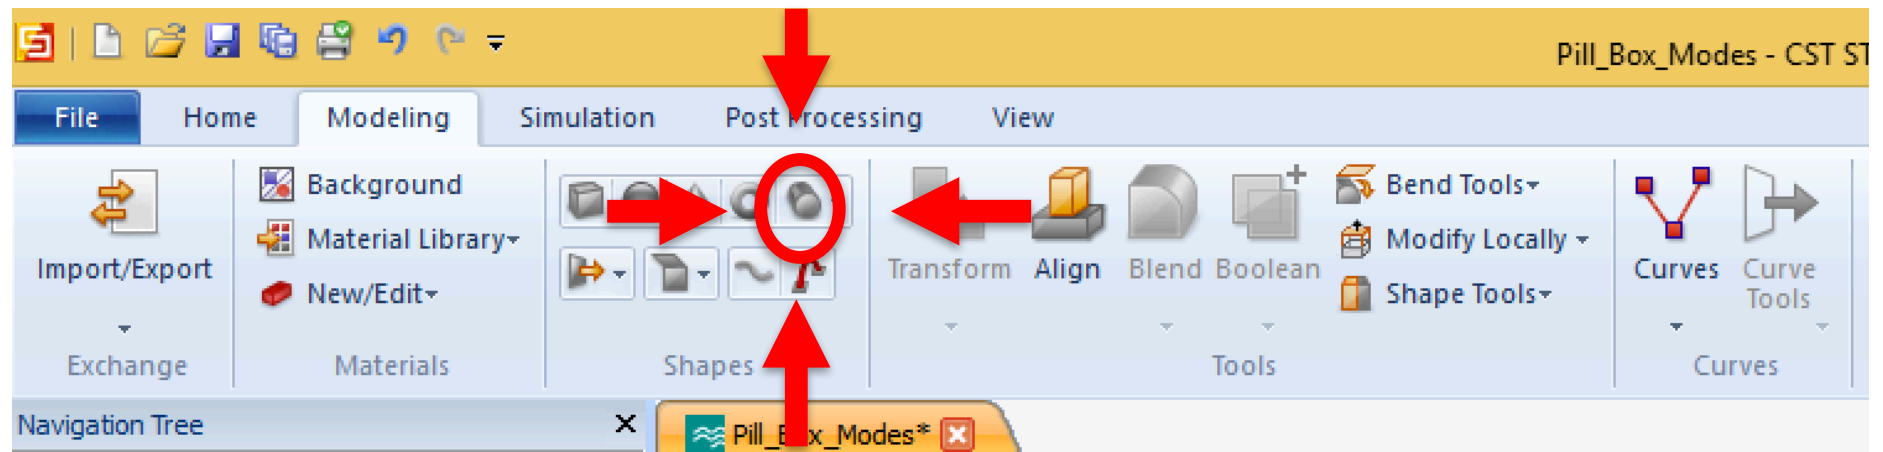 Pill_Box_Modes - CST ST
File Home Modeling Simulation Post Processing View
Import/Export
Background
Material Library
New/Edit
Transform Align Blend Boolean
Bend Tools
Modify Locally
Shape Tools
Curves Curve
Tools
Exchange Materials Shapes Tools Curves
Navigation Tree
Pill_Box_Modes*